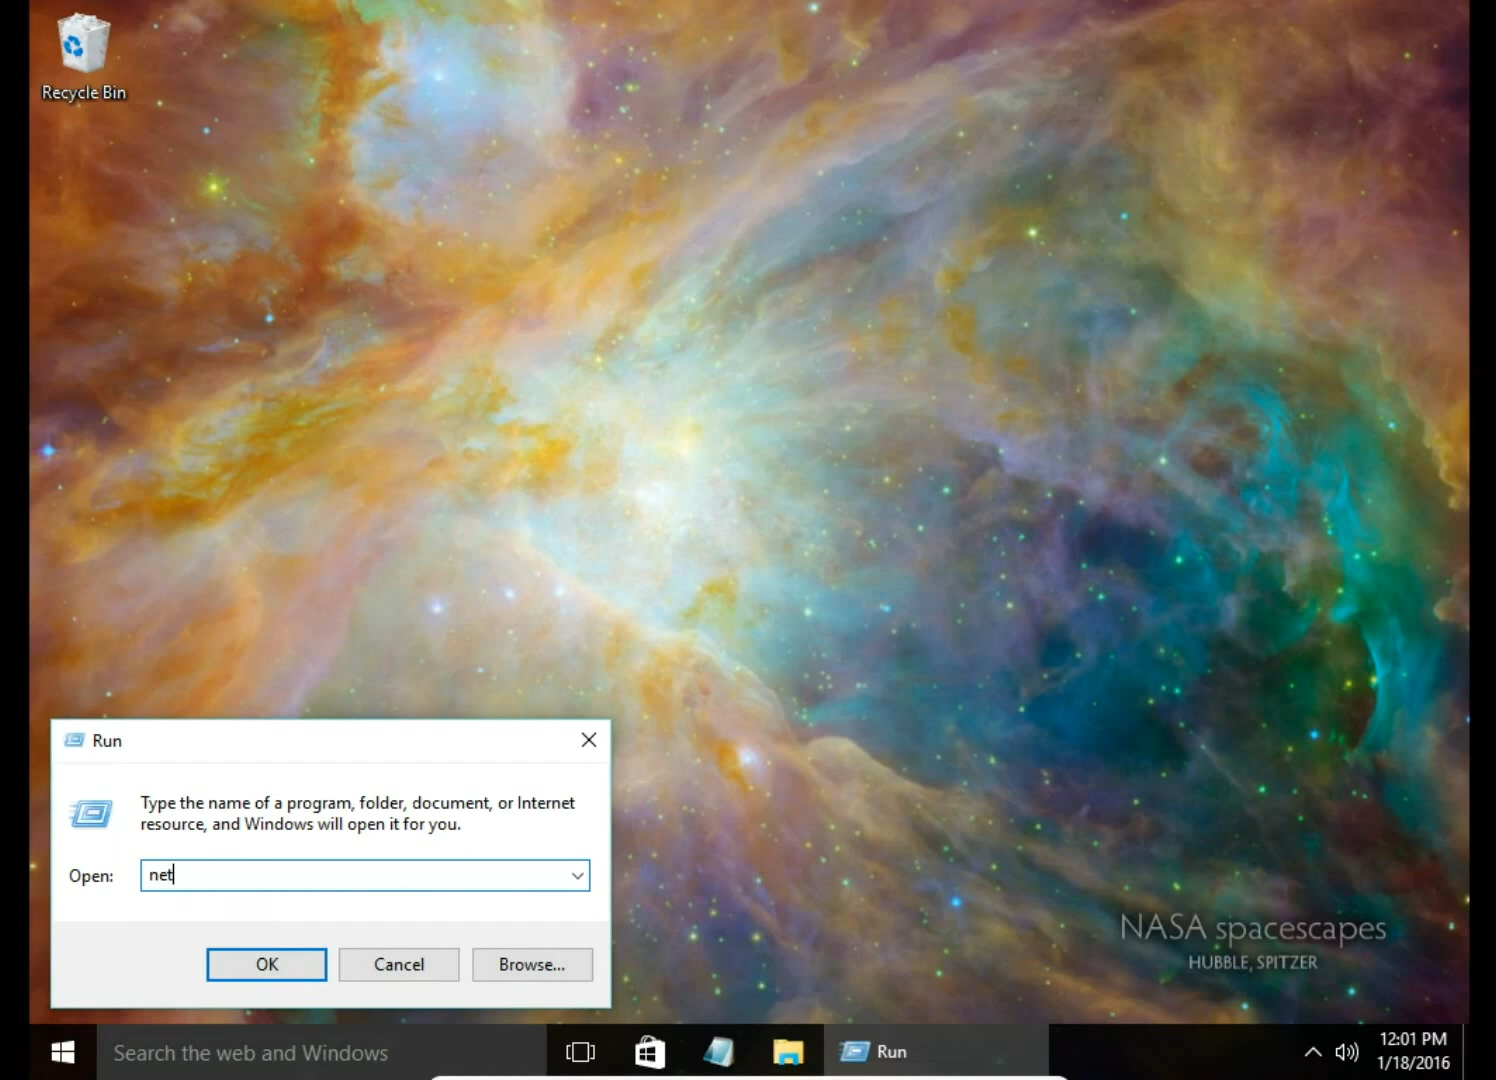 Recycle Bin
Run
Type the name of a program, folder, document, or Internet
resource, and Windows will open it for you.
Open:
net
OK
Cancel
Browse...
NASA spacescapes
HUBBLE, SPITZER
Search the web and Windows
Run
12:01 PM
1/18/2016